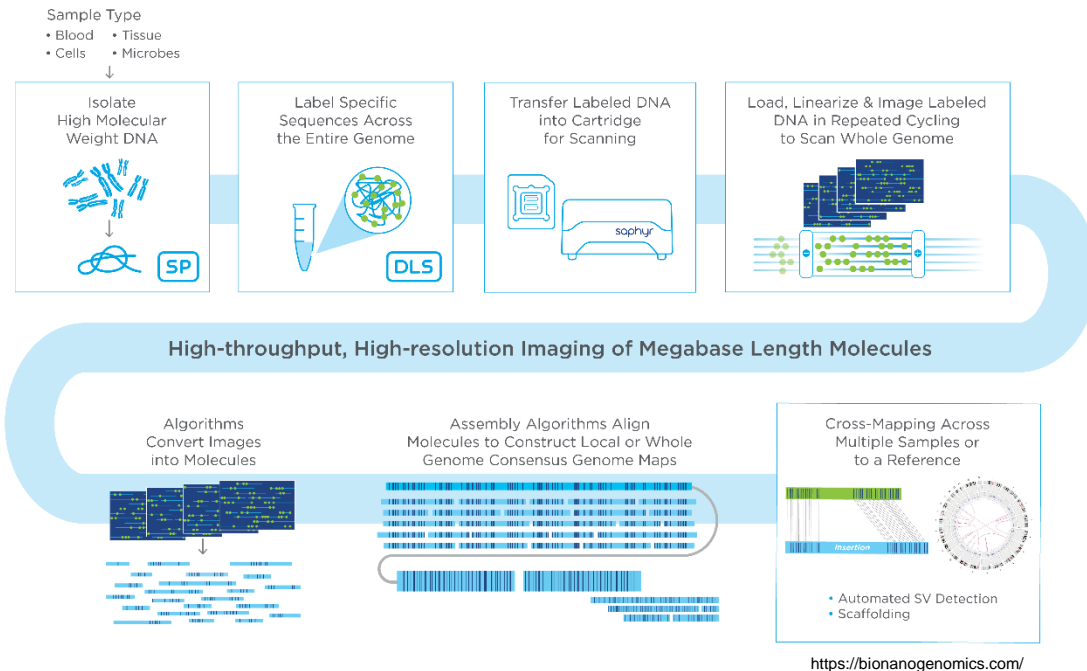 Sample Type
• Blood • Tissue
• Cells • Microbes
Isolate
High Molecular
Weight DNA
SP
Label Specific
Sequences Across
the Entire Genome
DLS
Transfer Labeled DNA
into Cartridge
for Scanning
saphyr
Load, Linearize & Image Labeled
DNA in Repeated Cycling
to Scan Whole Genome
High-throughput, High-resolution Imaging of Megabase Length Molecules
Algorithms
Convert Images
into Molecules
Assembly Algorithms Align
Molecules to Construct Local or Whole
Genome Consensus Genome Maps
Cross-Mapping Across
Multiple Samples or
to a Reference
Insertion
• Automated SV Detection
• Scaffolding
https://bionanogenomics.com/